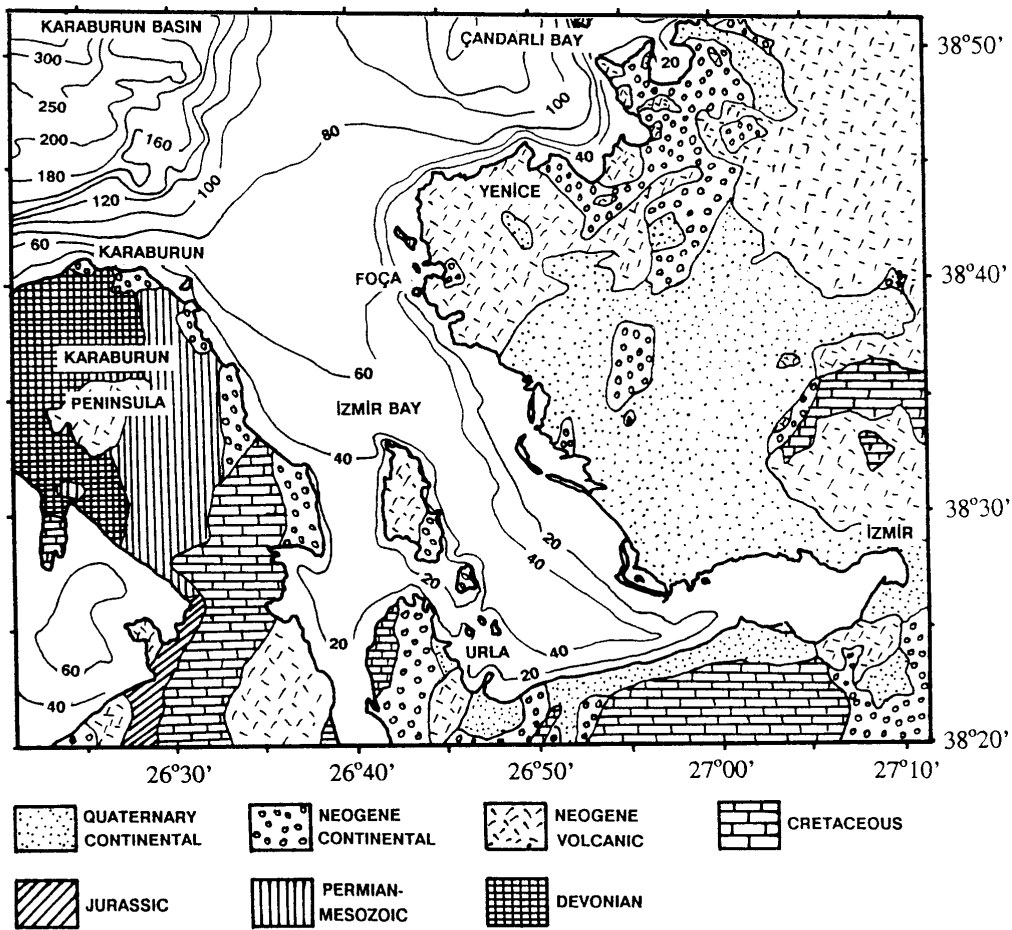 KARABURUN BASIN
ÇANDARLI BAY
20
38°50'
300
250
100
200
160
80
180
40
100
120
YENİCE
60
KARABURUN
FOÇA
38°40'
KARABURUN
PENINSULA
60
İZMİR BAY
40
38°30'
İZMİR
20
40
20
20
40
URLA
60
20
40
38°20'
26°30'
26°40'
26°50'
27°00'
27°10'
QUATERNARY
CONTINENTAL
NEOGENE
CONTINENTAL
NEOGENE
VOLCANIC
CRETACEOUS
JURASSIC
PERMIAN-
MESOZOIC
DEVONIAN